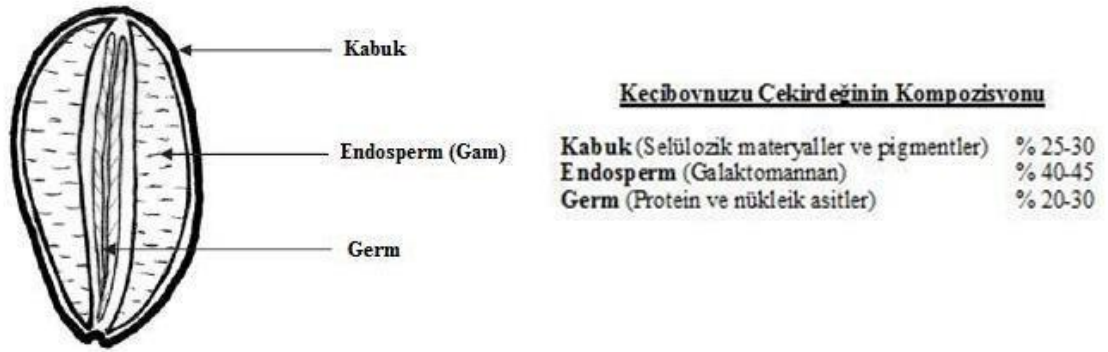 Kabuk
Endosperm (Gam)
Germ
Keçiboynuzu Çekirdeğinin Kompozisyonu
Kabuk (Selülozik materyaller ve pigmentler) % 25-30
Endosperm (Galaktomannan) % 40-45
Germ (Protein ve nükleik asitler) % 20-30